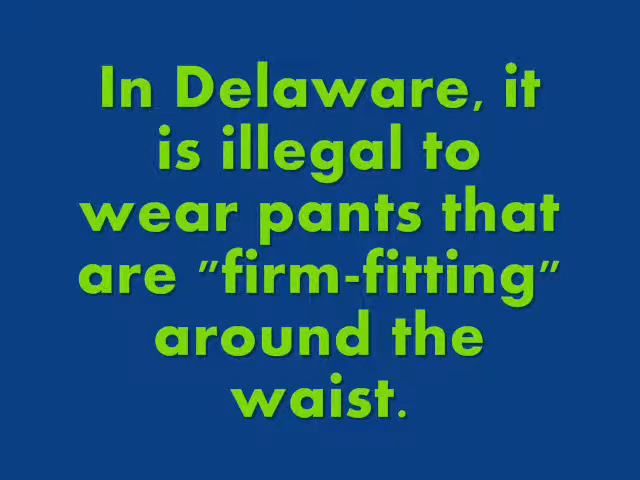 In Delaware, it
is illegal to
wear pants that
are "firm-fitting"
around the
waist.